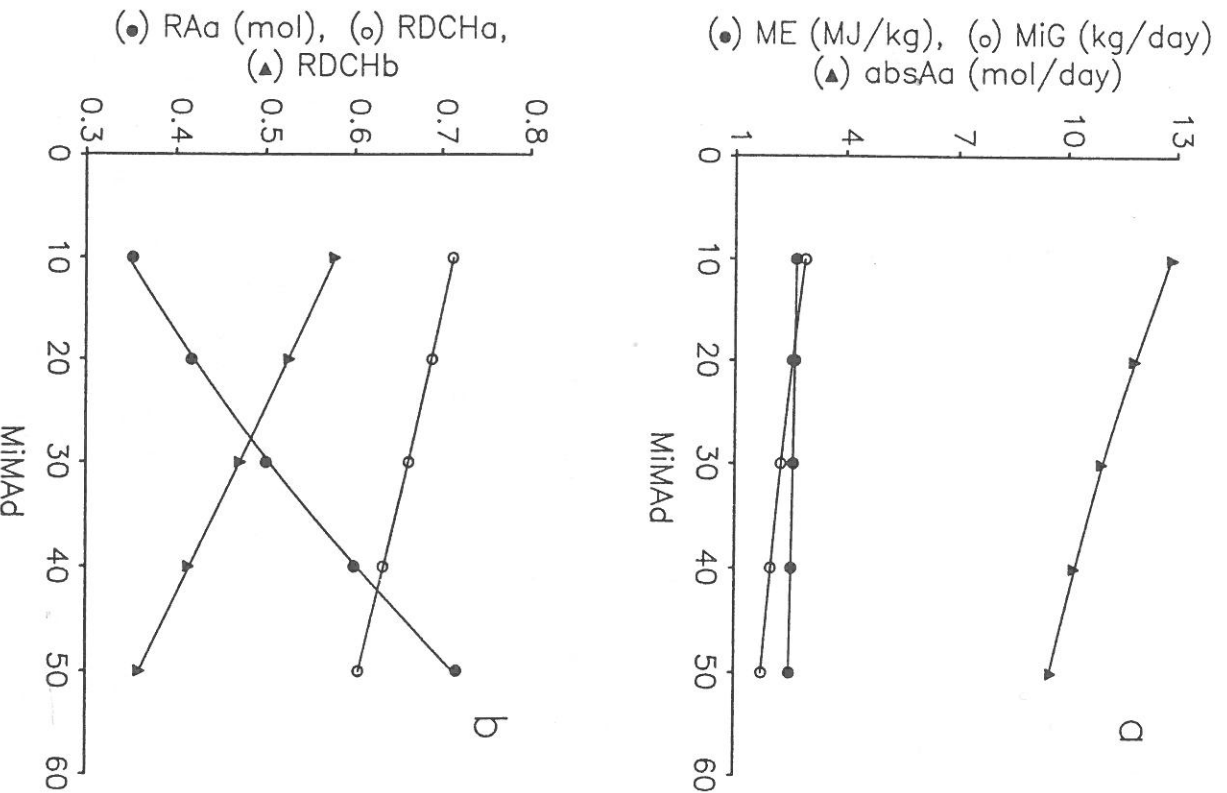 (●) RAa (mol), (○) RDCHa,
(▲) RDCHb
0.3 0.4 0.5 0.6 0.7 0.8
0 10 20 30 40 50 60
MiMAd
b
(●) ME (MJ/kg), (○) MiG (kg/day)
(▲) absAa (mol/day)
1 4 7 10 13
0 10 20 30 40 50 60
MiMAd
a